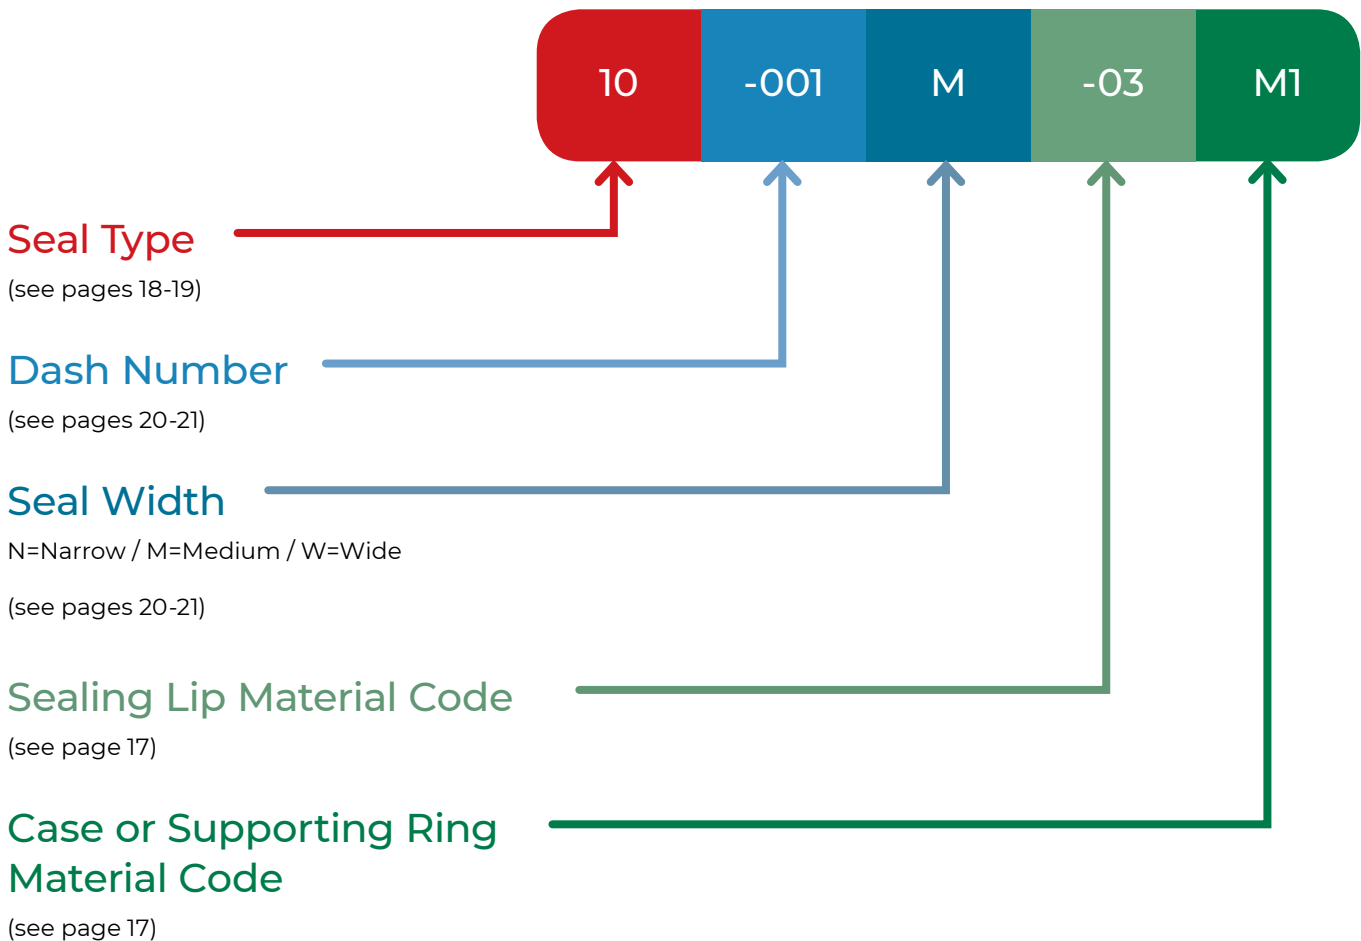 10 -001 M -03 M1
Seal Type
(see pages 18-19)
Dash Number
(see pages 20-21)
Seal Width
N=Narrow / M=Medium / W=Wide
(see pages 20-21)
Sealing Lip Material Code
(see page 17)
Case or Supporting Ring
Material Code
(see page 17)